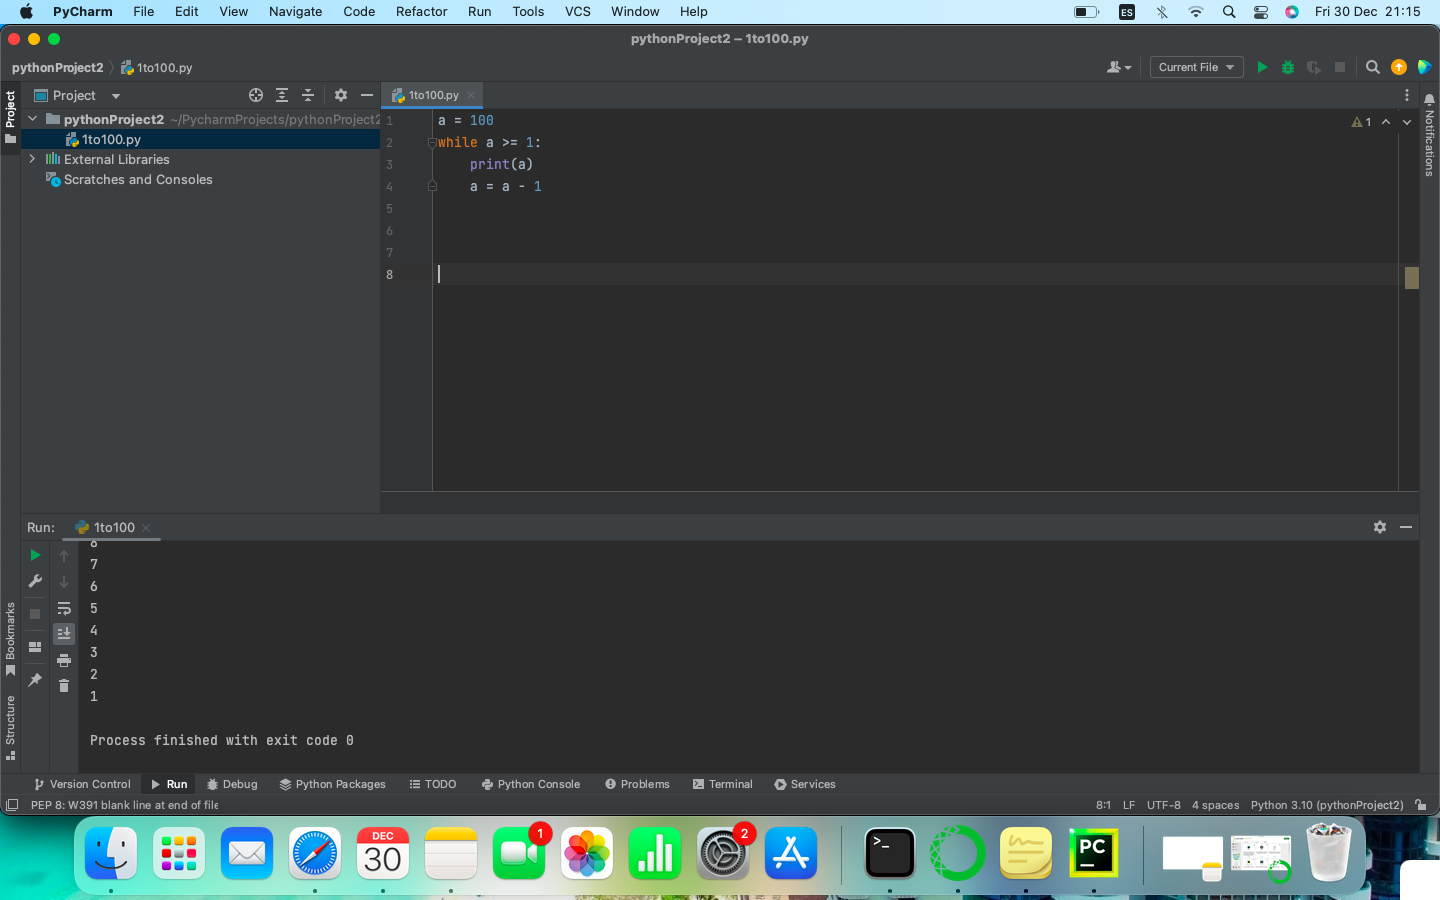 PyCharm File Edit View Navigate Code Refactor Run Tools VCS Window Help ES Fri 30 Dec 21:15
pythonProject2 – 1to100.py
pythonProject2 1to100.py Current File
Project
Project
1to100.py
pythonProject2 ~/PycharmProjects/pythonProject2
1to100.py
External Libraries
Scratches and Consoles
1 a = 100
2 while a >= 1:
3 print(a)
4 a = a - 1
5
6
7
8
1
Notifications
Run: 1to100
8
7
6
5
4
3
2
1
Process finished with exit code 0
Bookmarks
Structure
Version Control Run Debug Python Packages TODO Python Console Problems Terminal Services
PEP 8: W391 blank line at end of file 8:1 LF UTF-8 4 spaces Python 3.10 (pythonProject2)
DEC
30
1
2
>_
PC